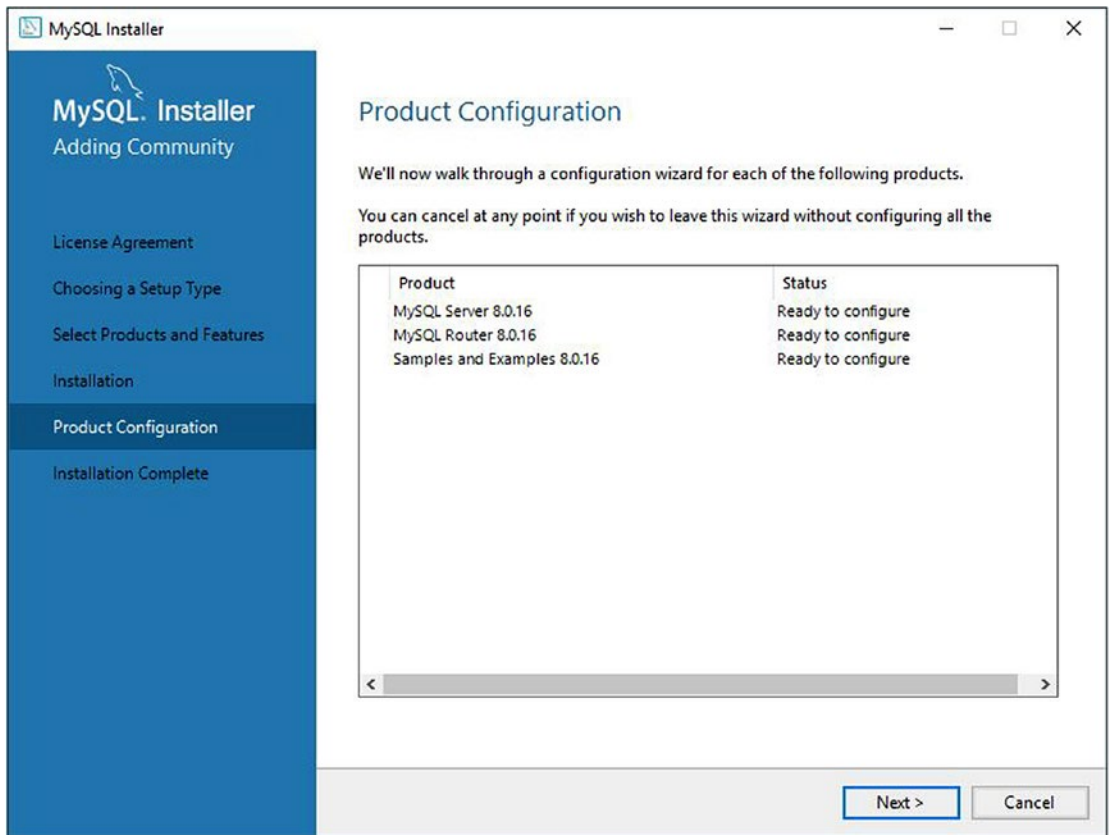 MySQL Installer
MySQL. Installer
Adding Community
License Agreement
Choosing a Setup Type
Select Products and Features
Installation
Product Configuration
Installation Complete
Product Configuration
We'll now walk through a configuration wizard for each of the following products.
You can cancel at any point if you wish to leave this wizard without configuring all the
products.
Product Status
MySQL Server 8.0.16 Ready to configure
MySQL Router 8.0.16 Ready to configure
Samples and Examples 8.0.16 Ready to configure
Next > Cancel